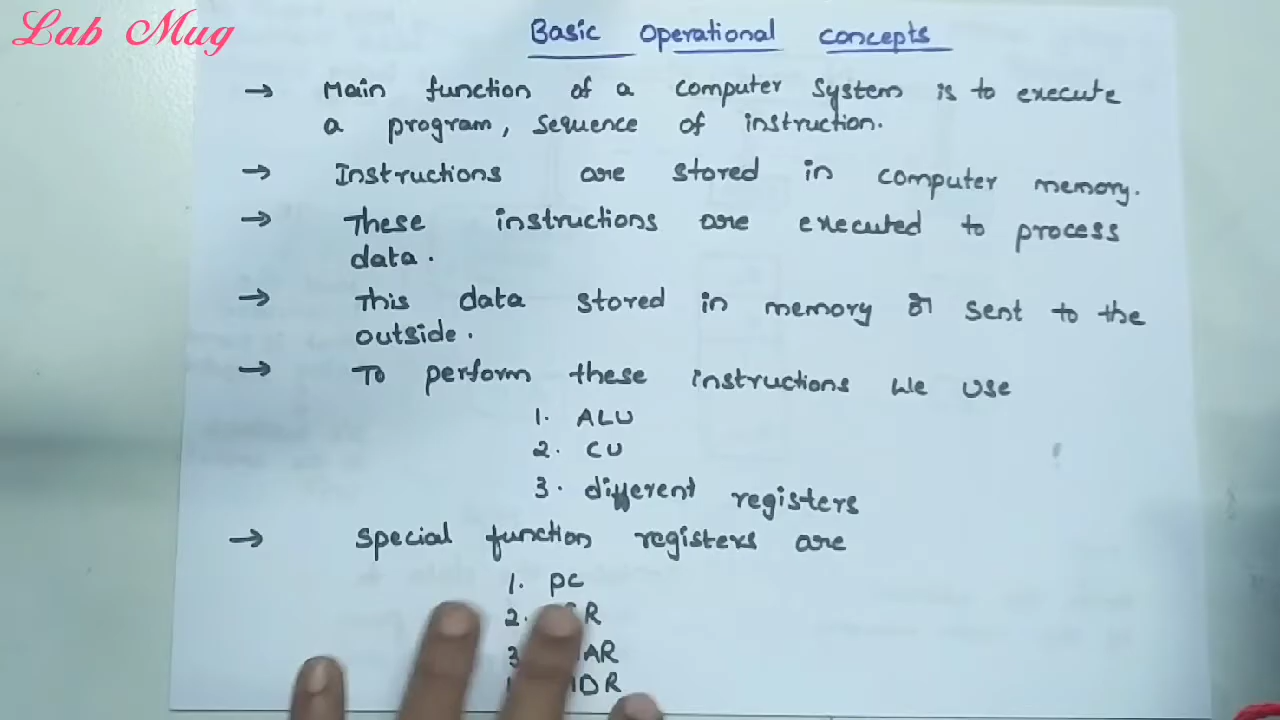 Lab Mug
Basic Operational concepts
→ Main function of a computer System is to execute
a program, sequence of instruction.
→ Instructions are stored in computer memory.
→ These instructions are executed to process
data.
→ This data stored in memory or sent to the
outside.
→ To perform these instructions we use
1. ALU
2. CU
3. different registers
→ Special function registers are
1. PC
2.
3